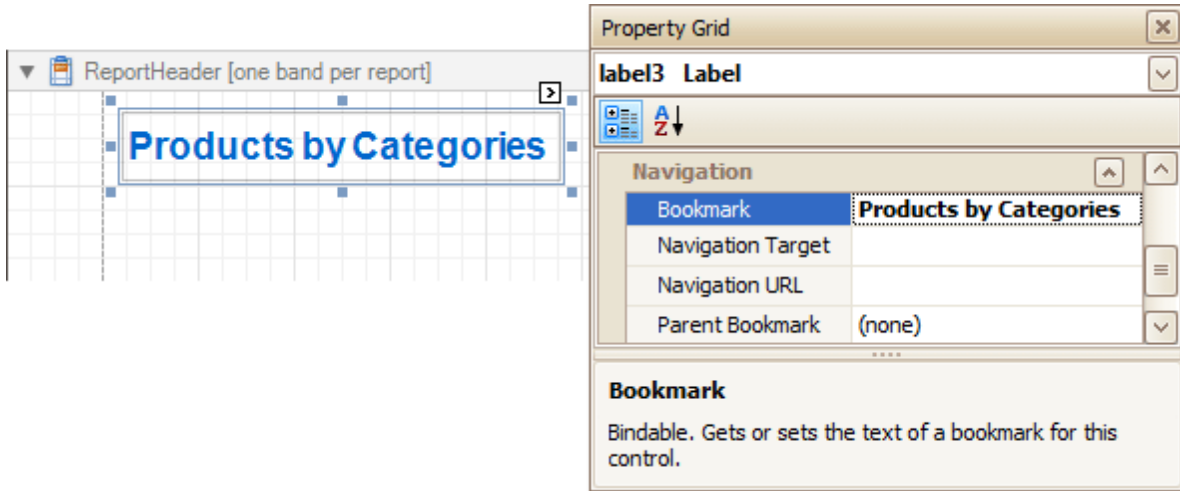 ReportHeader [one band per report]
Products by Categories
Property Grid
label3 Label
A
Z
Navigation
Bookmark Products by Categories
Navigation Target
Navigation URL
Parent Bookmark (none)
Bookmark
Bindable. Gets or sets the text of a bookmark for this
control.